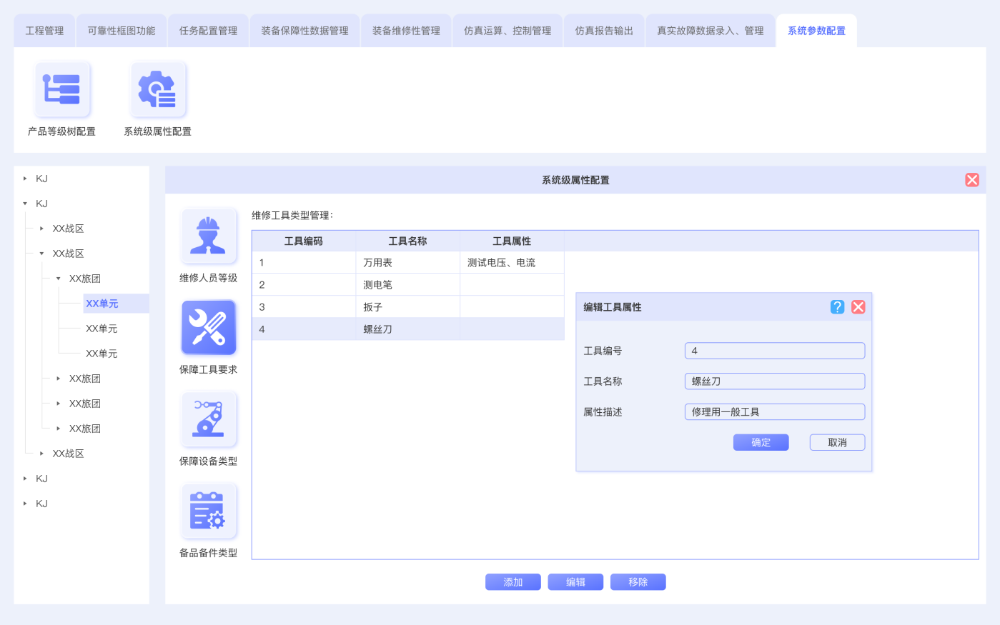 工程管理 可靠性框图功能 任务配置管理 装备保障性数据管理 装备维修性管理 仿真运算、控制管理 仿真报告输出 真实故障数据录入、管理 系统参数配置
产品等级树配置 系统级属性配置
KJ
KJ
XX战区
XX战区
XX旅团
XX单元
XX单元
XX单元
XX旅团
XX旅团
XX旅团
XX战区
KJ
KJ
系统级属性配置
维修人员等级
保障工具要求
保障设备类型
备品备件类型
维修工具类型管理：
工具编码 工具名称 工具属性
1 万用表 测试电压、电流
2 测电笔
3 扳子
4 螺丝刀
编辑工具属性 ?
工具编号 4
工具名称 螺丝刀
属性描述 修理用一般工具
确定 取消
添加 编辑 移除